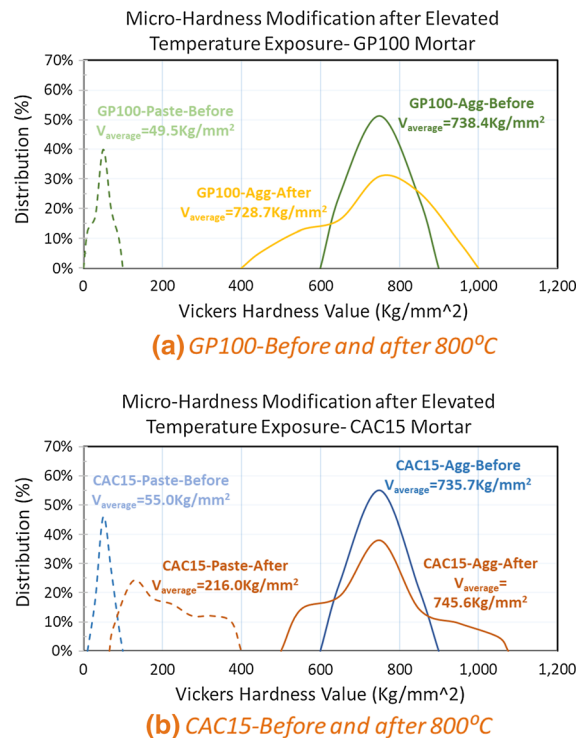 Micro-Hardness Modification after Elevated
Temperature Exposure- GP100 Mortar
70%
60%
50%
40%
30%
20%
10%
0%
Distribution (%)
GP100-Paste-Before
Vaverage=49.5Kg/mm²
GP100-Agg-Before
Vaverage=738.4Kg/mm²
GP100-Agg-After
Vaverage=728.7Kg/mm²
0 200 400 600 800 1,000 1,200
Vickers Hardness Value (Kg/mm^2)
(a) GP100-Before and after 800⁰C
Micro-Hardness Modification after Elevated
Temperature Exposure- CAC15 Mortar
70%
60%
50%
40%
30%
20%
10%
0%
Distribution (%)
CAC15-Paste-Before
Vaverage=55.0Kg/mm²
CAC15-Agg-Before
Vaverage=735.7Kg/mm²
CAC15-Paste-After
Vaverage=216.0Kg/mm²
CAC15-Agg-After
Vaverage=
745.6Kg/mm²
0 200 400 600 800 1,000 1,200
Vickers Hardness Value (Kg/mm^2)
(b) CAC15-Before and after 800⁰C